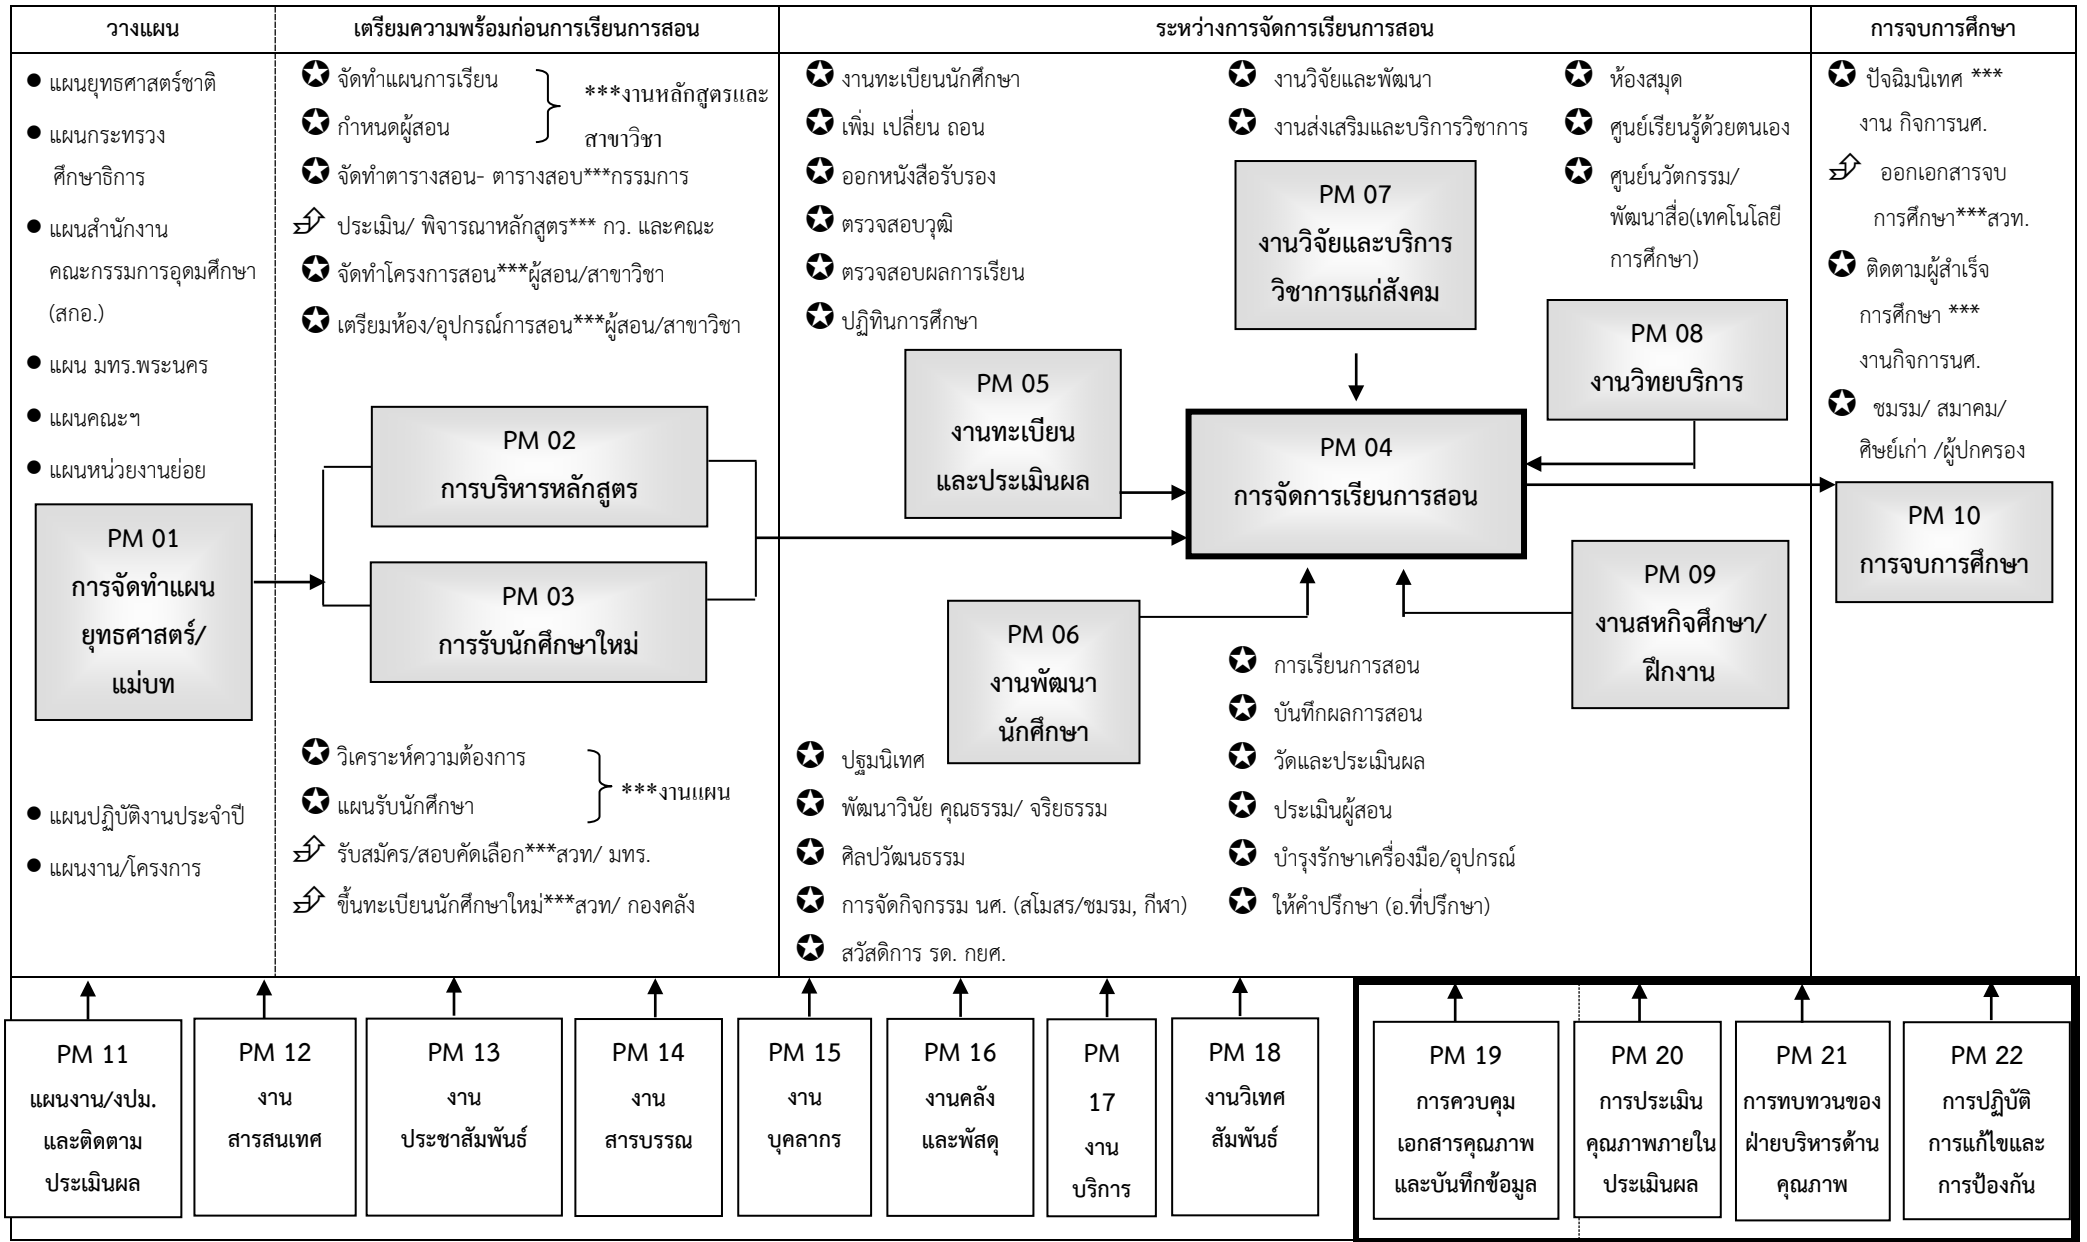 วางแผน
เตรียมความพร้อมก่อนการเรียนการสอน
ระหว่างการจัดการเรียนการสอน
การจบการศึกษา
แผนยุทธศาสตร์ชาติ
แผนกระทรวง
ศึกษาธิการ
แผนสำนักงาน
คณะกรรมการอุดมศึกษา
(สกอ.)
แผน มทร.พระนคร
แผนคณะฯ
แผนหน่วยงานย่อย
PM 01
การจัดทำแผน
ยุทธศาสตร์/
แม่บท
แผนปฏิบัติงานประจำปี
แผนงาน/โครงการ
จัดทำแผนการเรียน
กำหนดผู้สอน
***งานหลักสูตรและ
สาขาวิชา
จัดทำตารางสอน- ตารางสอบ***กรรมการ
ประเมิน/ พิจารณาหลักสูตร*** กว. และคณะ
จัดทำโครงการสอน***ผู้สอน/สาขาวิชา
เตรียมห้อง/อุปกรณ์การสอน***ผู้สอน/สาขาวิชา
PM 02
การบริหารหลักสูตร
PM 03
การรับนักศึกษาใหม่
วิเคราะห์ความต้องการ
แผนรับนักศึกษา
***งานแผน
รับสมัคร/สอบคัดเลือก***สวท/ มทร.
ขึ้นทะเบียนนักศึกษาใหม่***สวท/ กองคลัง
งานทะเบียนนักศึกษา
เพิ่ม เปลี่ยน ถอน
ออกหนังสือรับรอง
ตรวจสอบวุฒิ
ตรวจสอบผลการเรียน
ปฏิทินการศึกษา
PM 05
งานทะเบียน
และประเมินผล
งานวิจัยและพัฒนา
งานส่งเสริมและบริการวิชาการ
PM 07
งานวิจัยและบริการ
วิชาการแก่สังคม
ห้องสมุด
ศูนย์เรียนรู้ด้วยตนเอง
ศูนย์นวัตกรรม/
พัฒนาสื่อ(เทคโนโลยี
การศึกษา)
PM 08
งานวิทยบริการ
PM 04
การจัดการเรียนการสอน
PM 06
งานพัฒนา
นักศึกษา
PM 09
งานสหกิจศึกษา/
ฝึกงาน
ปฐมนิเทศ
พัฒนาวินัย คุณธรรม/ จริยธรรม
ศิลปวัฒนธรรม
การจัดกิจกรรม นศ. (สโมสร/ชมรม, กีฬา)
สวัสดิการ รด. กยศ.
การเรียนการสอน
บันทึกผลการสอน
วัดและประเมินผล
ประเมินผู้สอน
บำรุงรักษาเครื่องมือ/อุปกรณ์
ให้คำปรึกษา (อ.ที่ปรึกษา)
ปัจฉิมนิเทศ ***
งาน กิจการนศ.
ออกเอกสารจบ
การศึกษา***สวท.
ติดตามผู้สำเร็จ
การศึกษา ***
งานกิจการนศ.
ชมรม/ สมาคม/
ศิษย์เก่า /ผู้ปกครอง
PM 10
การจบการศึกษา
PM 11
แผนงาน/งปม.
และติดตาม
ประเมินผล
PM 12
งาน
สารสนเทศ
PM 13
งาน
ประชาสัมพันธ์
PM 14
งาน
สารบรรณ
PM 15
งาน
บุคลากร
PM 16
งานคลัง
และพัสดุ
PM
17
งาน
บริการ
PM 18
งานวิเทศ
สัมพันธ์
PM 19
การควบคุม
เอกสารคุณภาพ
และบันทึกข้อมูล
PM 20
การประเมิน
คุณภาพภายใน
ประเมินผล
PM 21
การทบทวนของ
ฝ่ายบริหารด้าน
คุณภาพ
PM 22
การปฏิบัติ
การแก้ไขและ
การป้องกัน